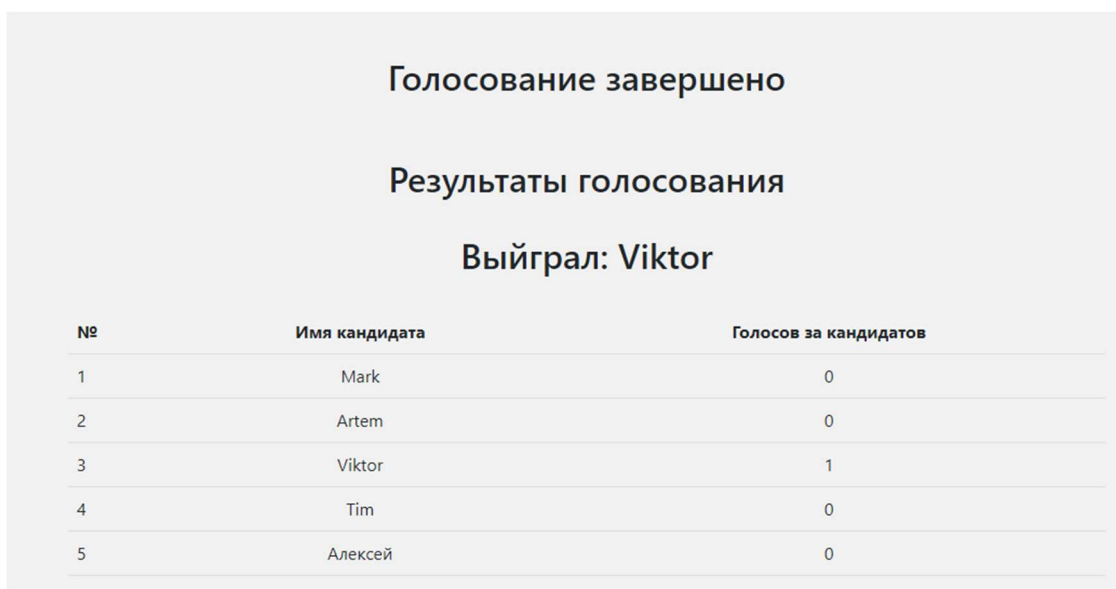 Голосование завершено
Результаты голосования
Выйграл: Viktor
№ Имя кандидата Голосов за кандидатов
1 Mark 0
2 Artem 0
3 Viktor 1
4 Tim 0
5 Алексей 0